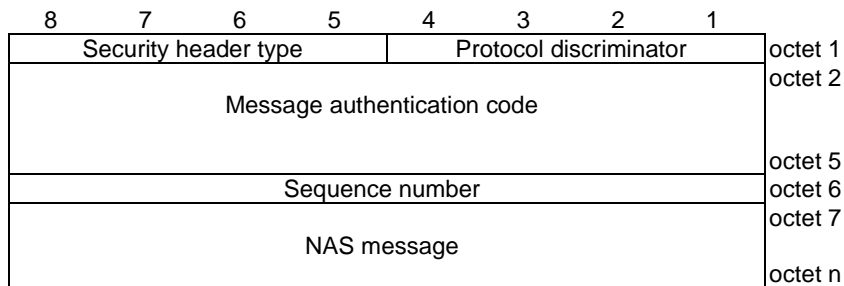 8 7 6 5 4 3 2 1
Security header type Protocol discriminator octet 1
octet 2
Message authentication code
octet 5
Sequence number octet 6
octet 7
NAS message
octet n